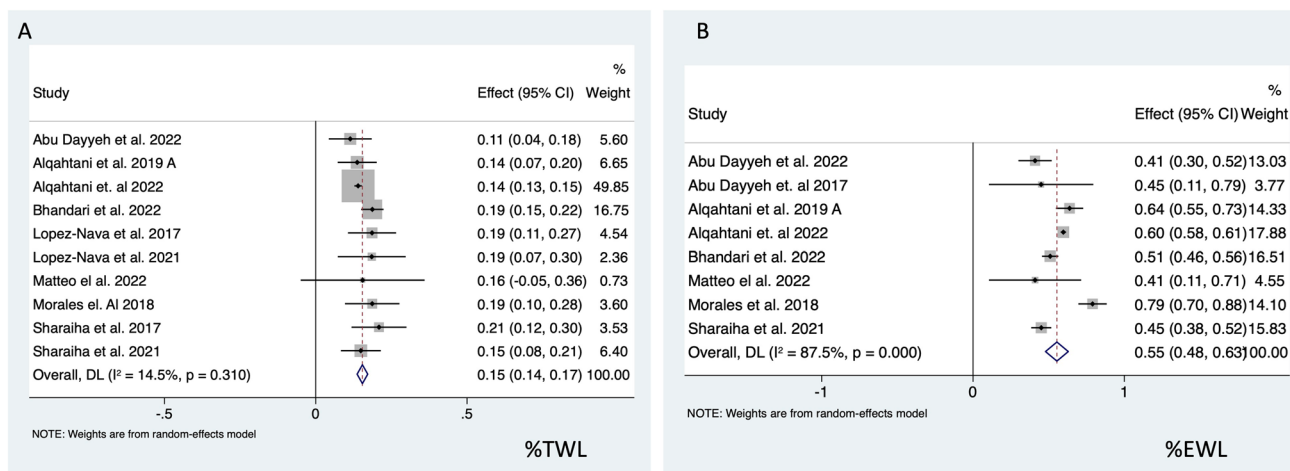 A
%
Study Effect (95% CI) Weight
Abu Dayyeh et al. 2022 0.11 (0.04, 0.18) 5.60
Alqahtani et al. 2019 A 0.14 (0.07, 0.20) 6.65
Alqahtani et. al 2022 0.14 (0.13, 0.15) 49.85
Bhandari et al. 2022 0.19 (0.15, 0.22) 16.75
Lopez-Nava et al. 2017 0.19 (0.11, 0.27) 4.54
Lopez-Nava et al. 2021 0.19 (0.07, 0.30) 2.36
Matteo et al. 2022 0.16 (-0.05, 0.36) 0.73
Morales el. Al 2018 0.19 (0.10, 0.28) 3.60
Sharaiha et al. 2017 0.21 (0.12, 0.30) 3.53
Sharaiha et al. 2021 0.15 (0.08, 0.21) 6.40
Overall, DL (I² = 14.5%, p = 0.310) 0.15 (0.14, 0.17) 100.00
-.5 0 .5
NOTE: Weights are from random-effects model
%TWL
B
%
Study Effect (95% CI) Weight
Abu Dayyeh et al. 2022 0.41 (0.30, 0.52) 13.03
Abu Dayyeh et. al 2017 0.45 (0.11, 0.79) 3.77
Alqahtani et al. 2019 A 0.64 (0.55, 0.73) 14.33
Alqahtani et. al 2022 0.60 (0.58, 0.61) 17.88
Bhandari et al. 2022 0.51 (0.46, 0.56) 16.51
Matteo et al. 2022 0.41 (0.11, 0.71) 4.55
Morales et al. 2018 0.79 (0.70, 0.88) 14.10
Sharaiha et al. 2021 0.45 (0.38, 0.52) 15.83
Overall, DL (I² = 87.5%, p = 0.000) 0.55 (0.48, 0.63) 100.00
-1 0 1
NOTE: Weights are from random-effects model
%EWL